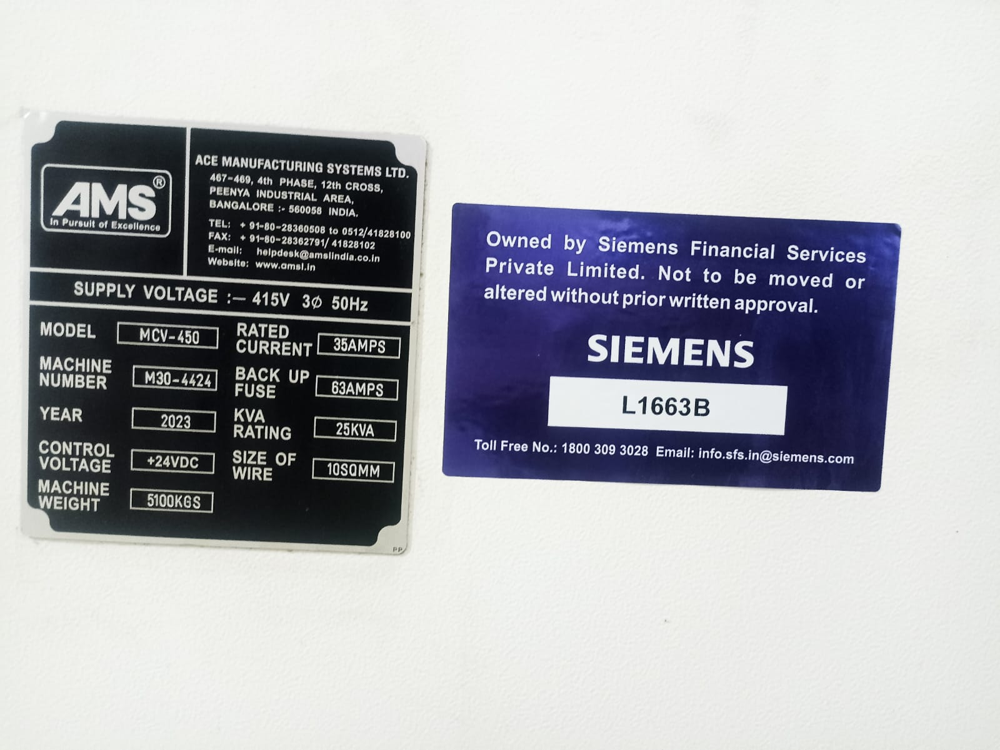 AMS®
In Pursuit of Excellence
ACE MANUFACTURING SYSTEMS LTD.
467-469, 4th PHASE, 12th CROSS,
PEENYA INDUSTRIAL AREA,
BANGALORE :- 560058 INDIA.
TEL: + 91-80-28360508 to 0512/41828100
FAX: + 91-80-28362791/ 41828102
E-mail: helpdesk@amslindia.co.in
Website: www.amsl.in
SUPPLY VOLTAGE :- 415V 3Ø 50Hz
MODEL MCV-450
MACHINE NUMBER M30-4424
YEAR 2023
CONTROL VOLTAGE +24VDC
MACHINE WEIGHT 5100KGS
RATED CURRENT 35AMPS
BACK UP FUSE 63AMPS
KVA RATING 25KVA
SIZE OF WIRE 10SQMM
PP
Owned by Siemens Financial Services
Private Limited. Not to be moved or
altered without prior written approval.
SIEMENS
L1663B
Toll Free No.: 1800 309 3028 Email: info.sfs.in@siemens.com